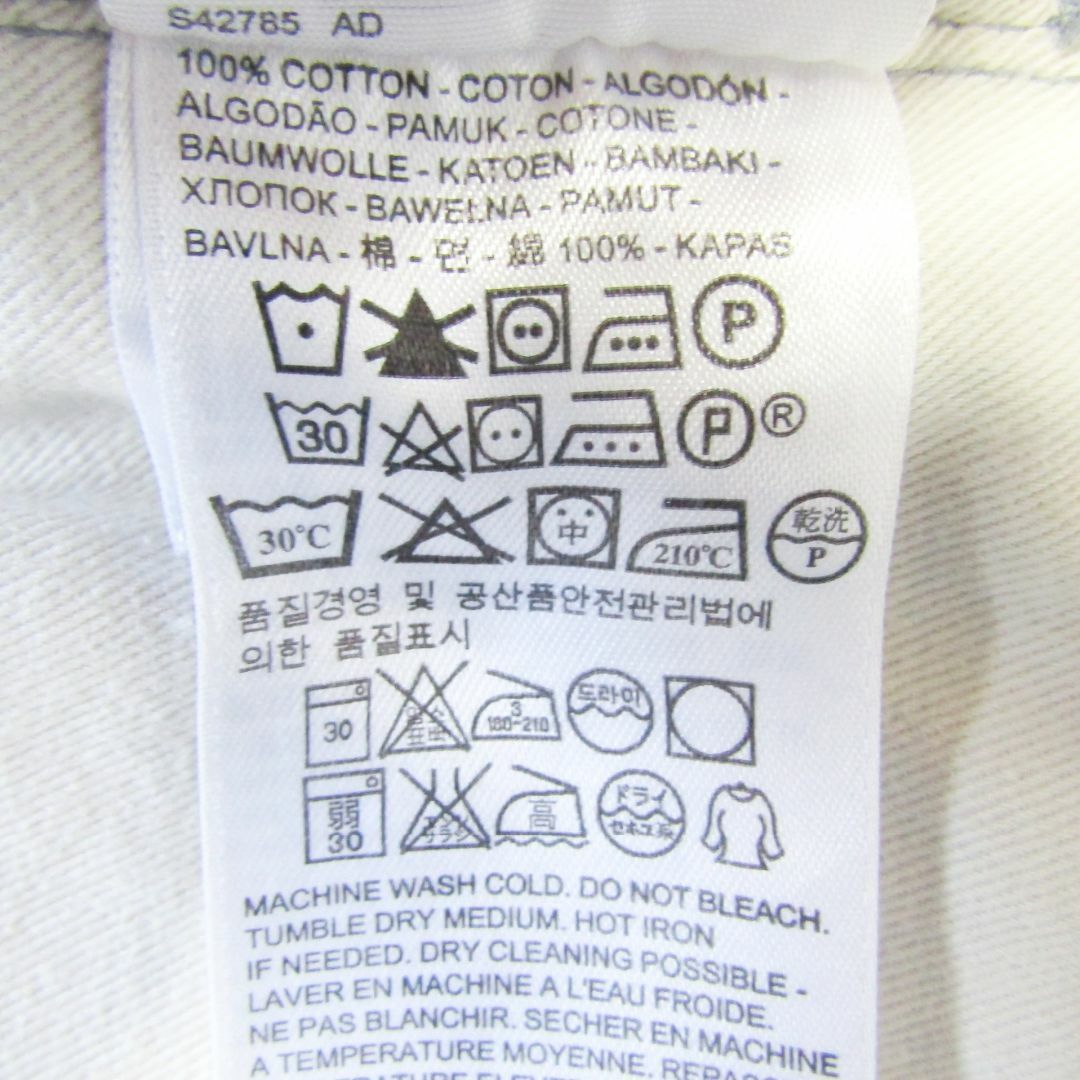 S42785 AD
100% COTTON - COTON - ALGODÓN -
ALGODÃO - PAMUK - COTONE -
BAUMWOLLE - KATOEN - BAMBAKI -
ХЛОПОК - BAWEŁNA - PAMUT -
BAVLNA - 棉 - 면 - 綿 100% - KAPAS
P
30 P ®
30°C 中 210°C 乾洗 P
품질경영 및 공산품안전관리법에
의한 품질표시
30 3 180-210 드라이
弱 30 高 ドライ
MACHINE WASH COLD. DO NOT BLEACH.
TUMBLE DRY MEDIUM. HOT IRON
IF NEEDED. DRY CLEANING POSSIBLE -
LAVER EN MACHINE A L'EAU FROIDE.
NE PAS BLANCHIR. SECHER EN MACHINE
A TEMPERATURE MOYENNE.